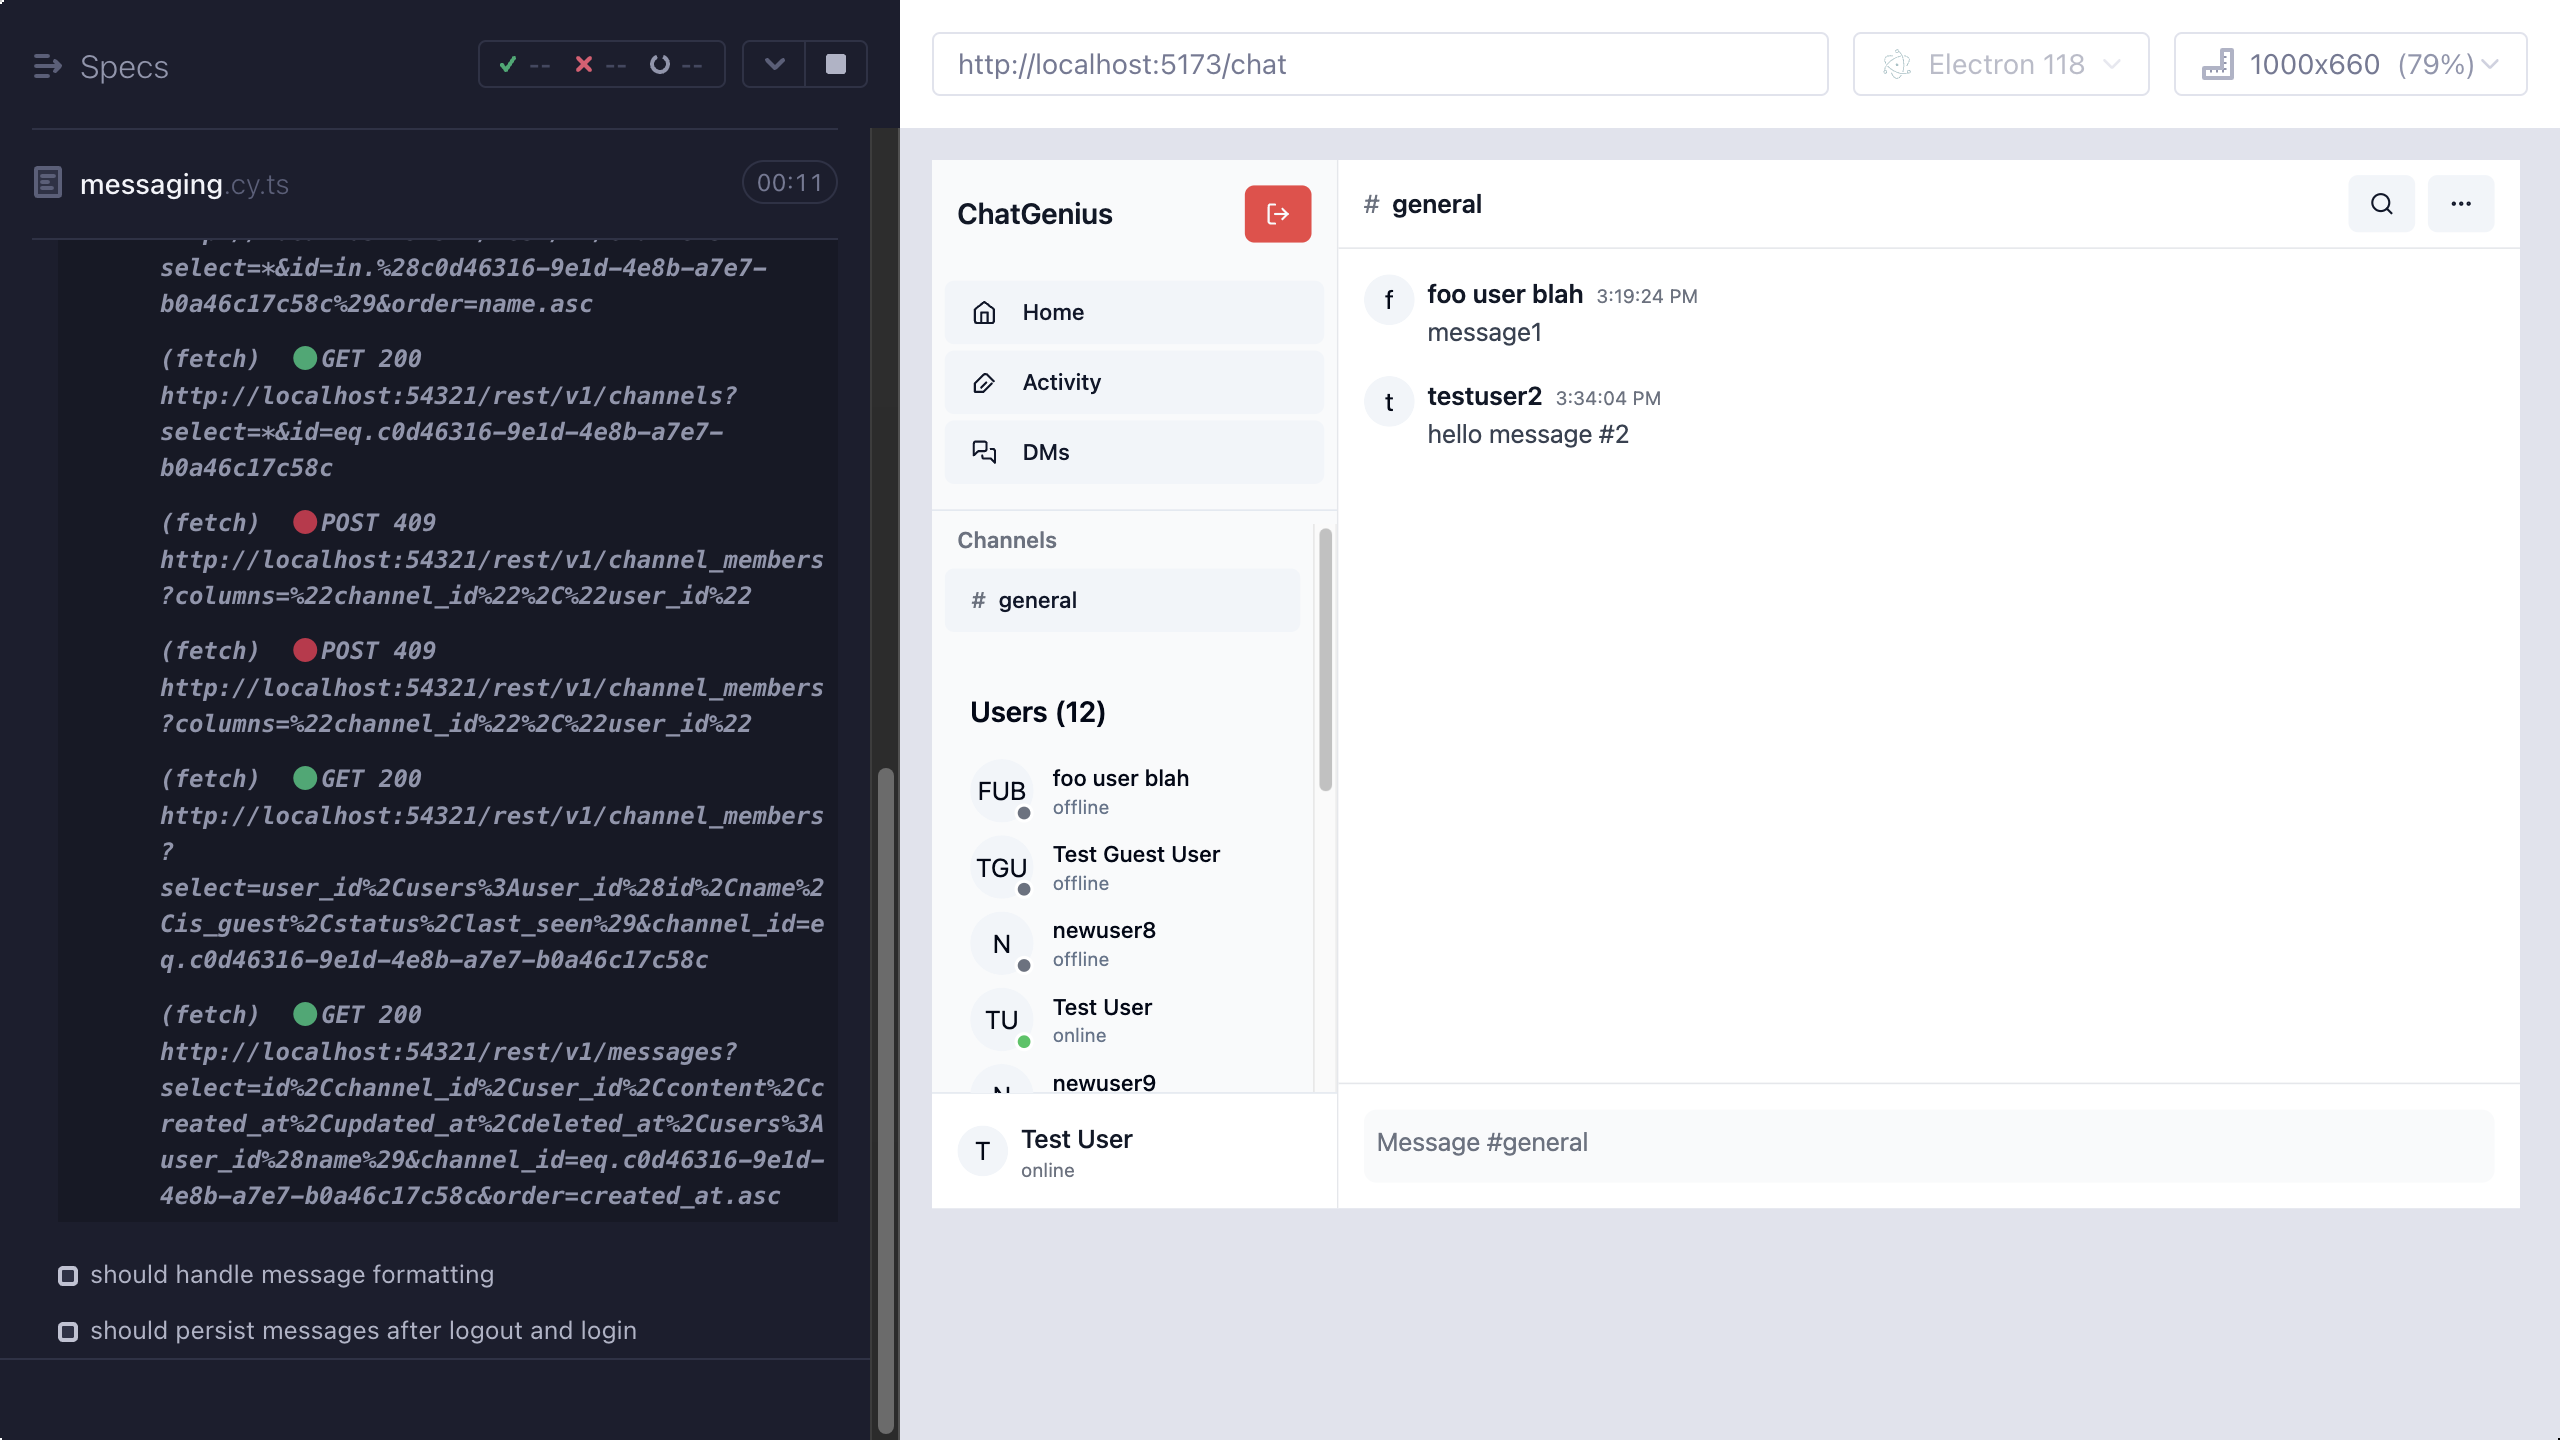 Specs
--
--
--
messaging.cy.ts
00:11
select=*&id=in.%28c0d46316-9e1d-4e8b-a7e7-
b0a46c17c58c%29&order=name.asc
(fetch) GET 200
http://localhost:54321/rest/v1/channels?
select=*&id=eq.c0d46316-9e1d-4e8b-a7e7-
b0a46c17c58c
(fetch) POST 409
http://localhost:54321/rest/v1/channel_members
?columns=%22channel_id%22%2C%22user_id%22
(fetch) POST 409
http://localhost:54321/rest/v1/channel_members
?columns=%22channel_id%22%2C%22user_id%22
(fetch) GET 200
http://localhost:54321/rest/v1/channel_members
?
select=user_id%2Cusers%3Auser_id%28id%2Cname%2
Cis_guest%2Cstatus%2Clast_seen%29&channel_id=e
q.c0d46316-9e1d-4e8b-a7e7-b0a46c17c58c
(fetch) GET 200
http://localhost:54321/rest/v1/messages?
select=id%2Cchannel_id%2Cuser_id%2Ccontent%2Cc
reated_at%2Cupdated_at%2Cdeleted_at%2Cusers%3A
user_id%28name%29&channel_id=eq.c0d46316-9e1d-
4e8b-a7e7-b0a46c17c58c&order=created_at.asc
should handle message formatting
should persist messages after logout and login
http://localhost:5173/chat
Electron 118
1000x660 (79%)
ChatGenius
Home
Activity
DMs
Channels
# general
Users (12)
FUB foo user blah
offline
TGU Test Guest User
offline
N newuser8
offline
TU Test User
online
N newuser9
T Test User
online
# general
f foo user blah 3:19:24 PM
message1
t testuser2 3:34:04 PM
hello message #2
Message #general